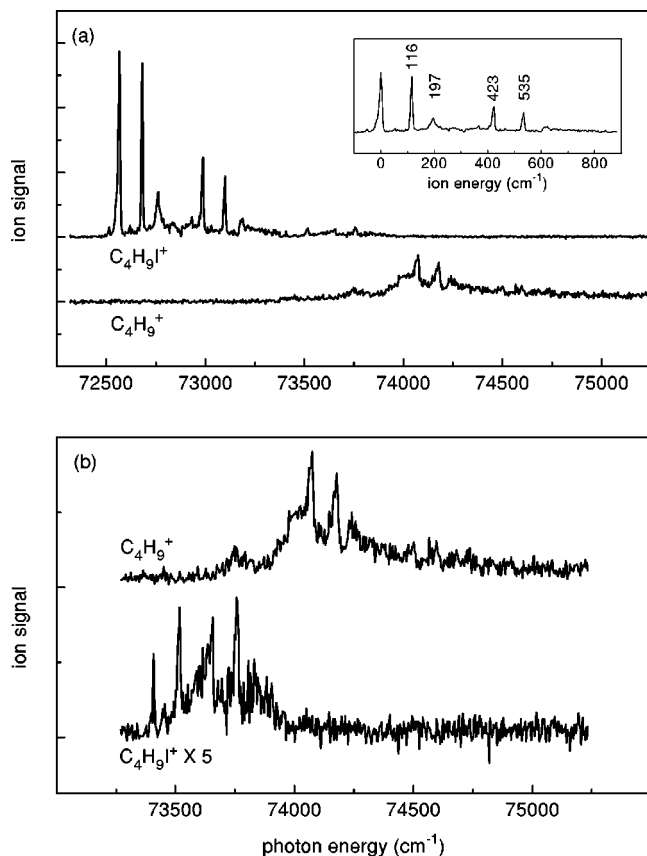 (a)
116
197
423
535
0 200 400 600 800
ion energy (cm⁻¹)
ion signal
C₄H₉I⁺
C₄H₉⁺
72500 73000 73500 74000 74500 75000
(b)
C₄H₉⁺
ion signal
C₄H₉I⁺ X 5
73500 74000 74500 75000
photon energy (cm⁻¹)